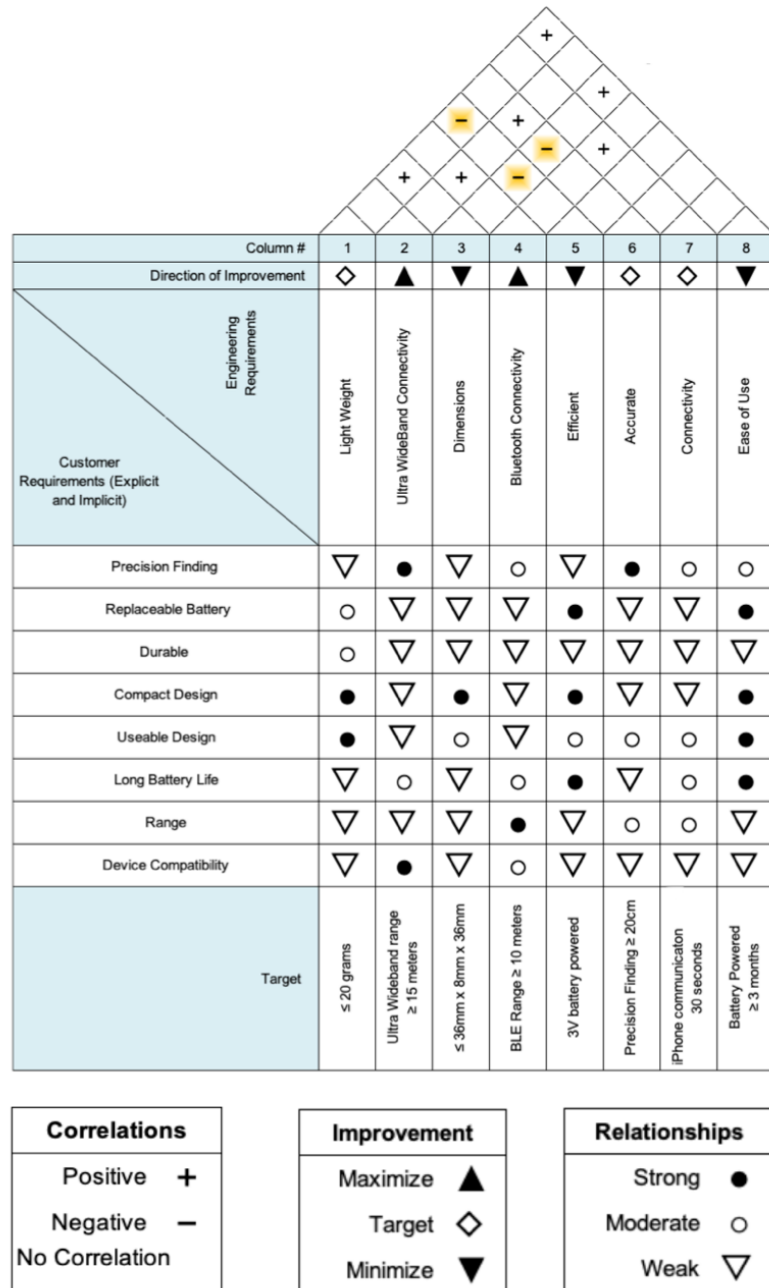 +
+
− + 
− +
+ + −
Column # 1 2 3 4 5 6 7 8
Direction of Improvement
Engineering
Requirements
Customer
Requirements (Explicit
and Implicit)
Light Weight
Ultra WideBand Connectivity
Dimensions
Bluetooth Connectivity
Efficient
Accurate
Connectivity
Ease of Use
Precision Finding
Replaceable Battery
Durable
Compact Design
Useable Design
Long Battery Life
Range
Device Compatibility
Target
≤ 20 grams
Ultra Wideband range
≥ 15 meters
≤ 36mm x 8mm x 36mm
BLE Range ≥ 10 meters
3V battery powered
Precision Finding ≥ 20cm
iPhone communicaton
30 seconds
Battery Powered
≥ 3 months
Correlations
Positive +
Negative −
No Correlation
Improvement
Maximize ▲
Target ◇
Minimize ▼
Relationships
Strong ●
Moderate ○
Weak ▽